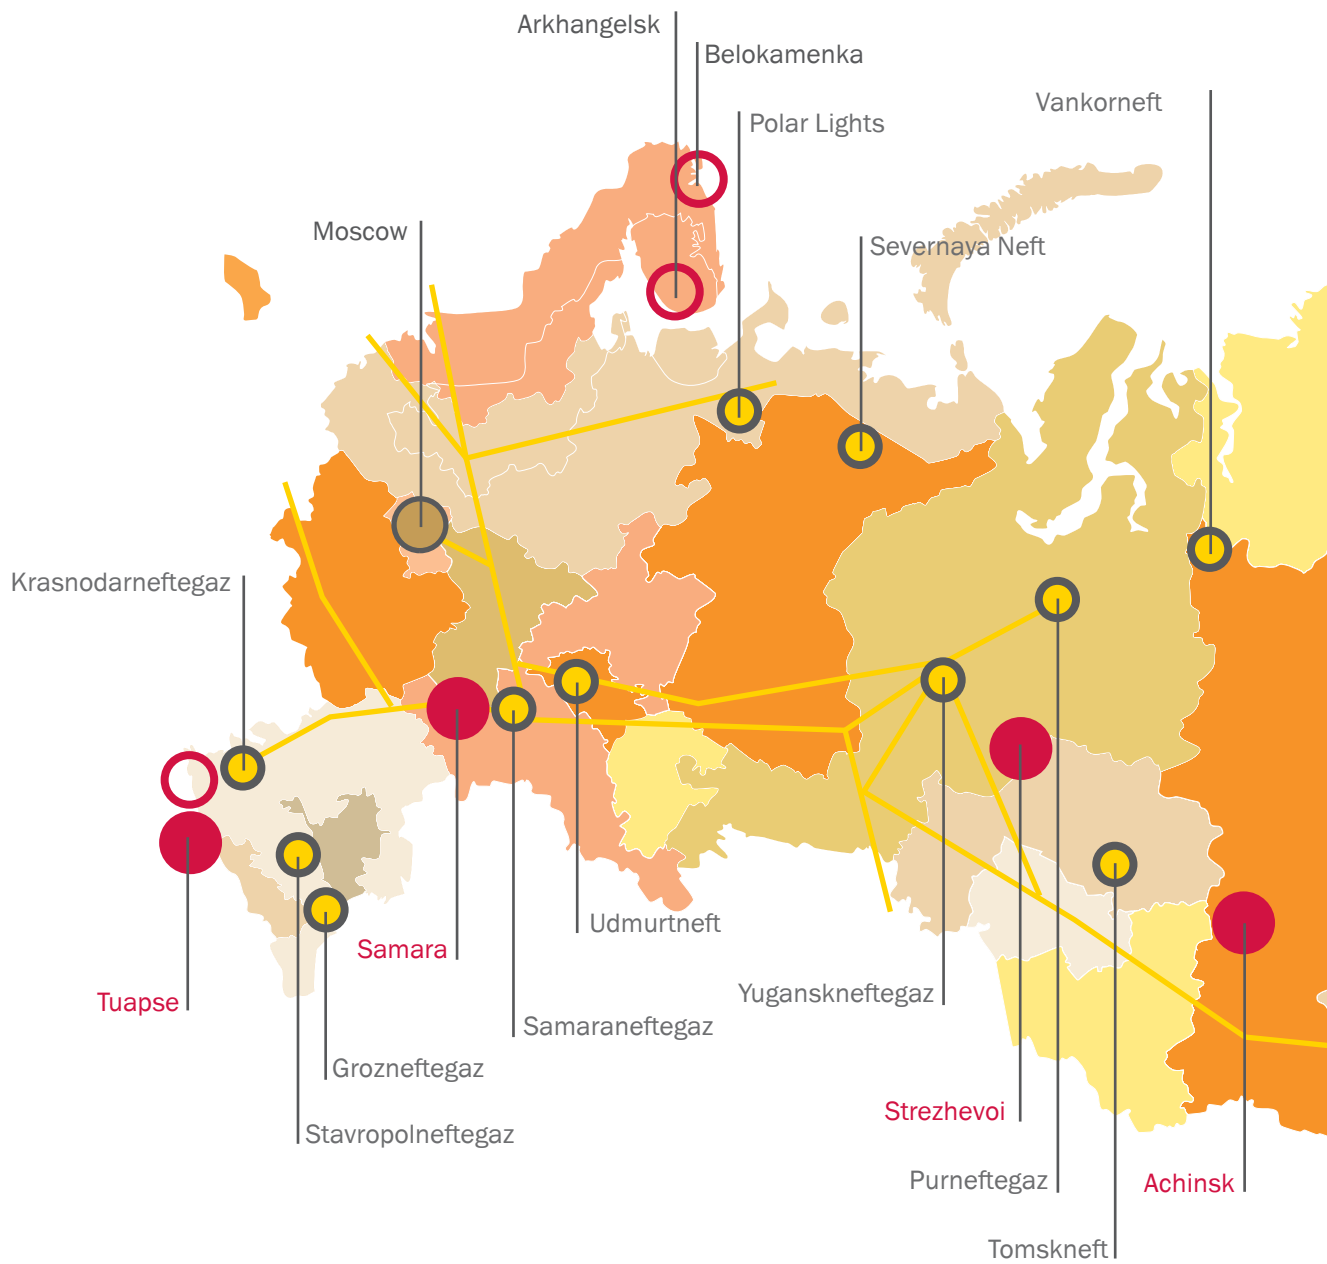 Arkhangelsk
Belokamenka
Vankorneft
Polar Lights
Moscow
Severnaya Neft
Krasnodarneftegaz
Udmurtneft
Samara
Yuganskneftegaz
Tuapse
Samaraneftegaz
Grozneftegaz
Strezhevoi
Stavropolneftegaz
Purneftegaz
Achinsk
Tomskneft